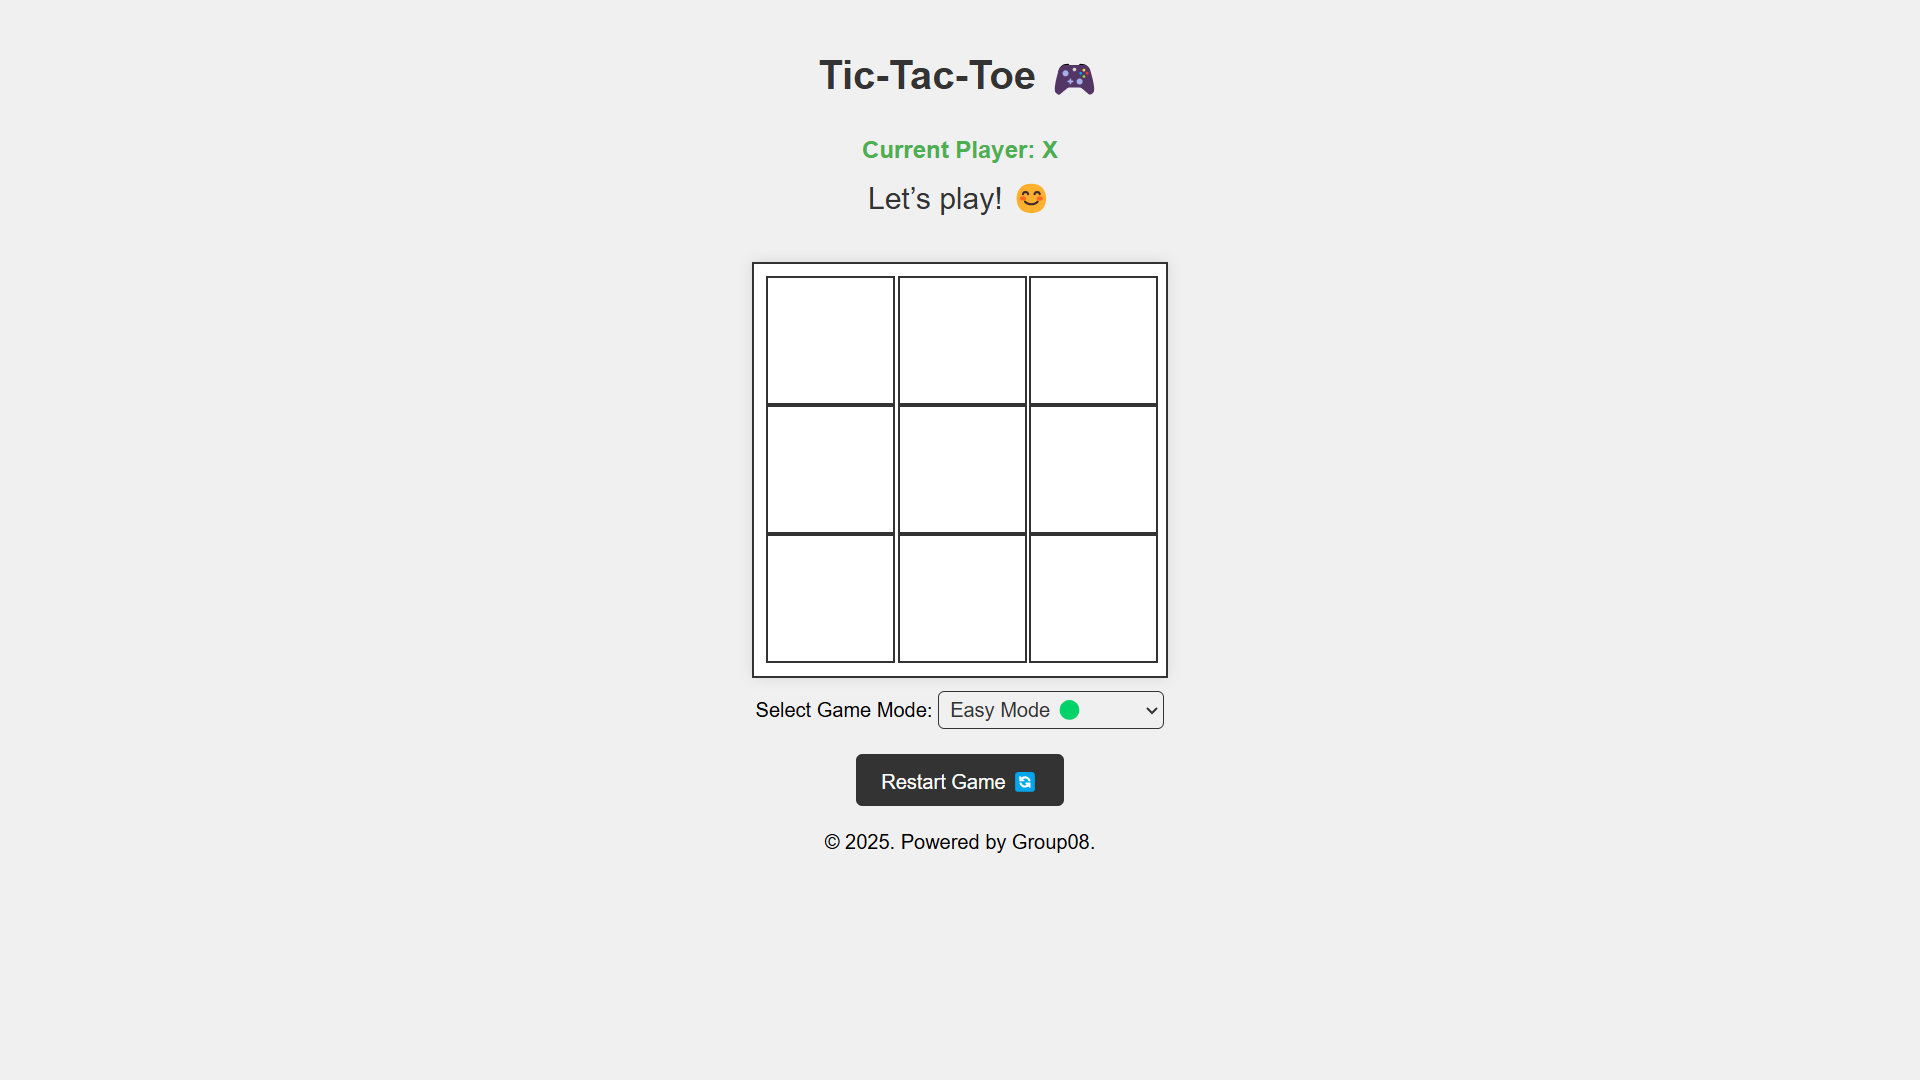 Tic-Tac-Toe 🎮
Current Player: X
Let’s play! 😊
Select Game Mode: Easy Mode 🟢
Restart Game 🔄
© 2025. Powered by Group08.